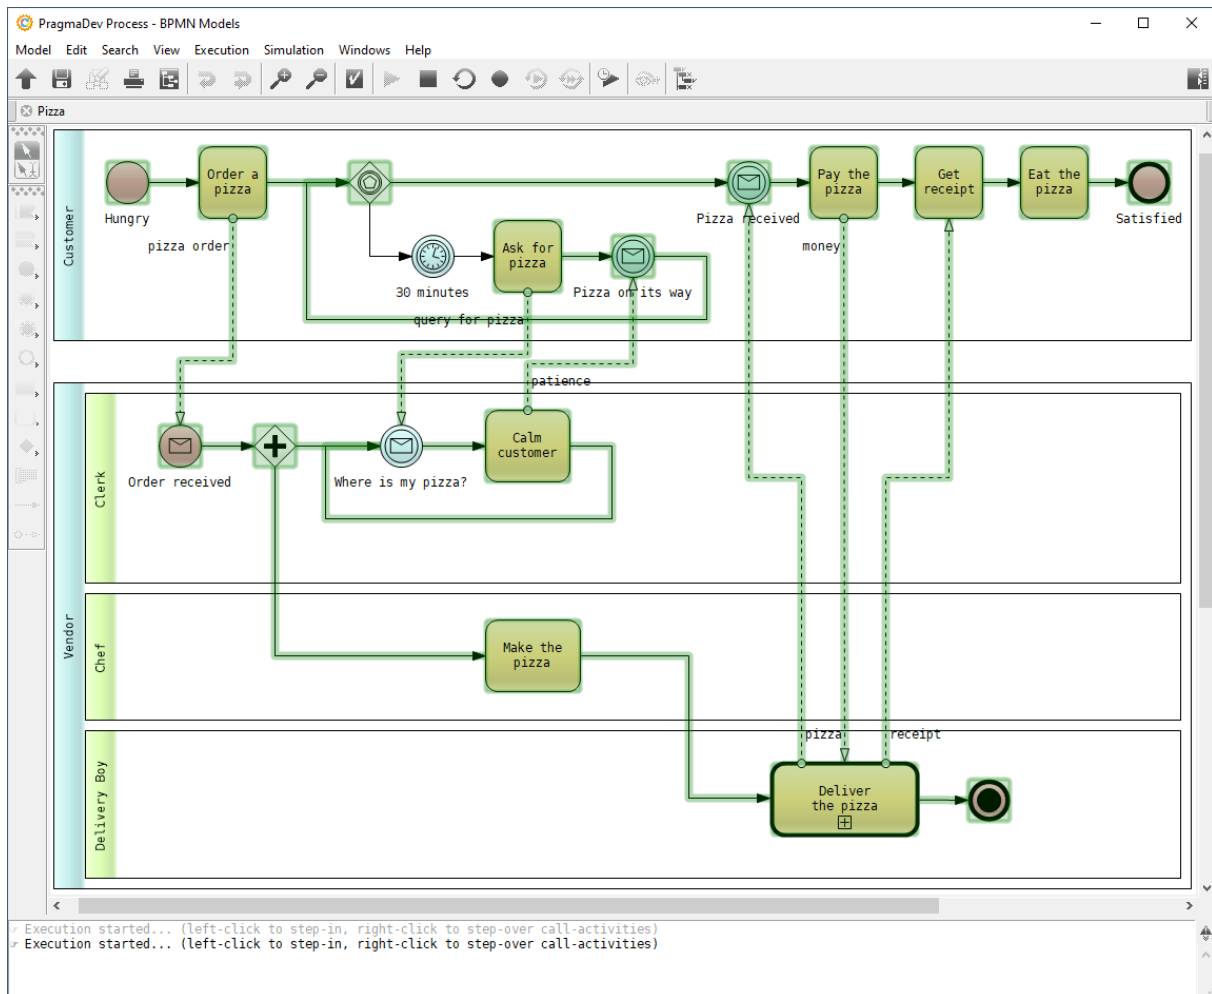 PragmaDev Process - BPMN Models
Model Edit Search View Execution Simulation Windows Help
Pizza
Customer
Hungry
Order a
pizza
pizza order
30 minutes
Ask for
pizza
Pizza on its way
query for pizza
Pizza received
Pay the
pizza
money
Get
receipt
Eat the
pizza
Satisfied
patience
Vendor
Clerk
Order received
Where is my pizza?
Calm
customer
Chef
Make the
pizza
Delivery Boy
pizza
receipt
Deliver
the pizza
Execution started... (left-click to step-in, right-click to step-over call-activities)
Execution started... (left-click to step-in, right-click to step-over call-activities)